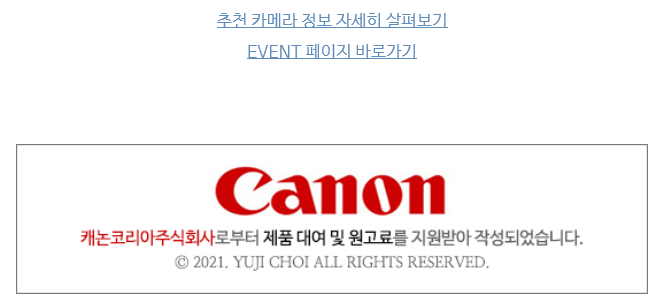 추천 카메라 정보 자세히 살펴보기
EVENT 페이지 바로가기
Canon
캐논코리아주식회사로부터 제품 대여 및 원고료를 지원받아 작성되었습니다.
© 2021. YUJI CHOI ALL RIGHTS RESERVED.